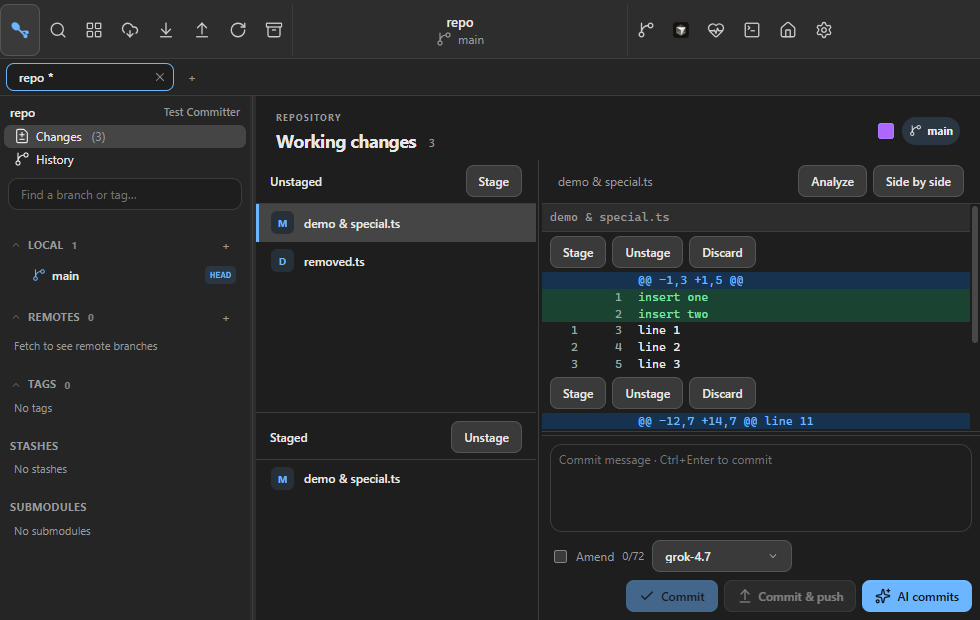 repo
main
repo *
+
repo
Test Committer
Changes (3)
History
Find a branch or tag...
LOCAL 1
+
main
HEAD
REMOTES 0
+
Fetch to see remote branches
TAGS 0
No tags
STASHES
No stashes
SUBMODULES
No submodules
REPOSITORY
Working changes 3
main
Unstaged
Stage
M demo & special.ts
D removed.ts
Staged
Unstage
M demo & special.ts
demo & special.ts
Analyze
Side by side
demo & special.ts
Stage Unstage Discard
@@ -1,3 +1,5 @@
1 insert one
2 insert two
1 3 line 1
2 4 line 2
3 5 line 3
Stage Unstage Discard
@@ -12,7 +14,7 @@ line 11
Commit message · Ctrl+Enter to commit
Amend 0/72 grok-4.7
Commit Commit & push AI commits